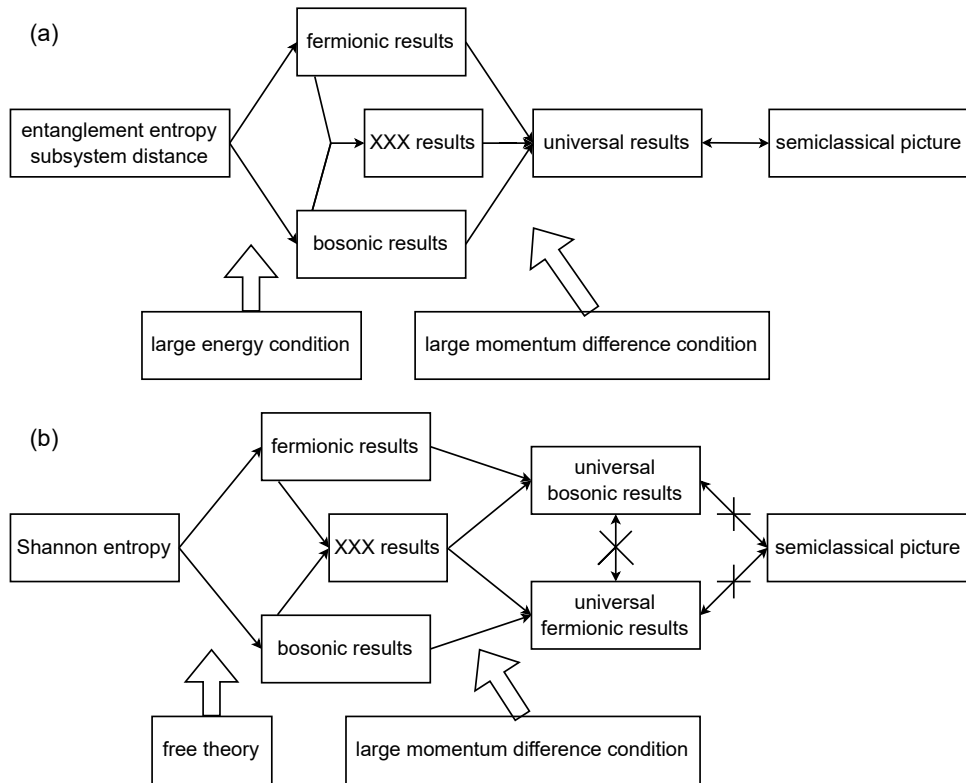 (a)
fermionic results
entanglement entropy
subsystem distance
XXX results
universal results
semiclassical picture
bosonic results
large energy condition
large momentum difference condition
(b)
fermionic results
universal
bosonic results
Shannon entropy
XXX results
semiclassical picture
universal
fermionic results
bosonic results
free theory
large momentum difference condition